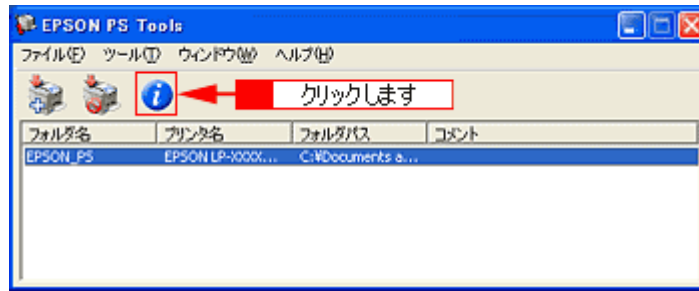 EPSON PS Tools
ファイル(F) ツール(T) ウィンドウ(W) ヘルプ(H)
クリックします
フォルダ名 プリンタ名 フォルダパス コメント
EPSON_PS EPSON LP-XXXX... C:¥Documents a...